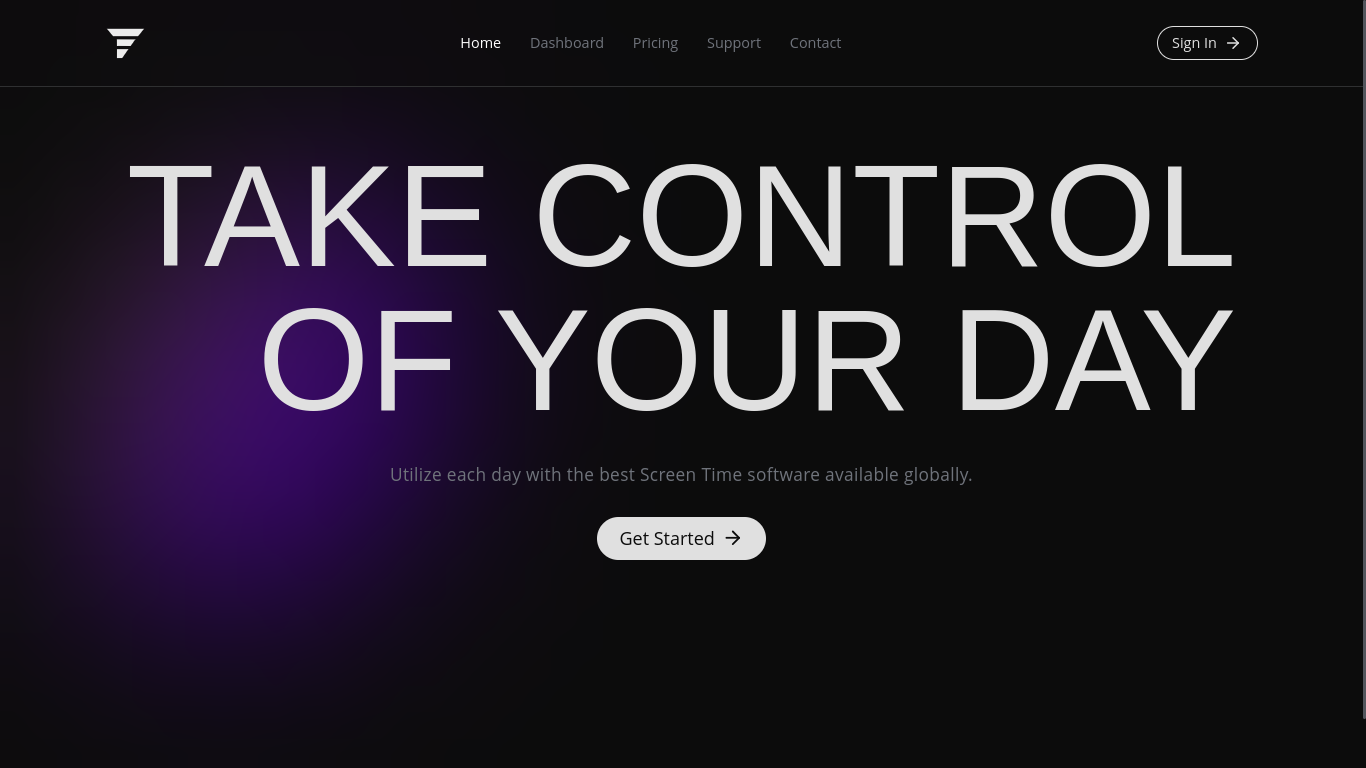 Home Dashboard Pricing Support Contact Sign In
TAKE CONTROL
OF YOUR DAY
Utilize each day with the best Screen Time software available globally.
Get Started